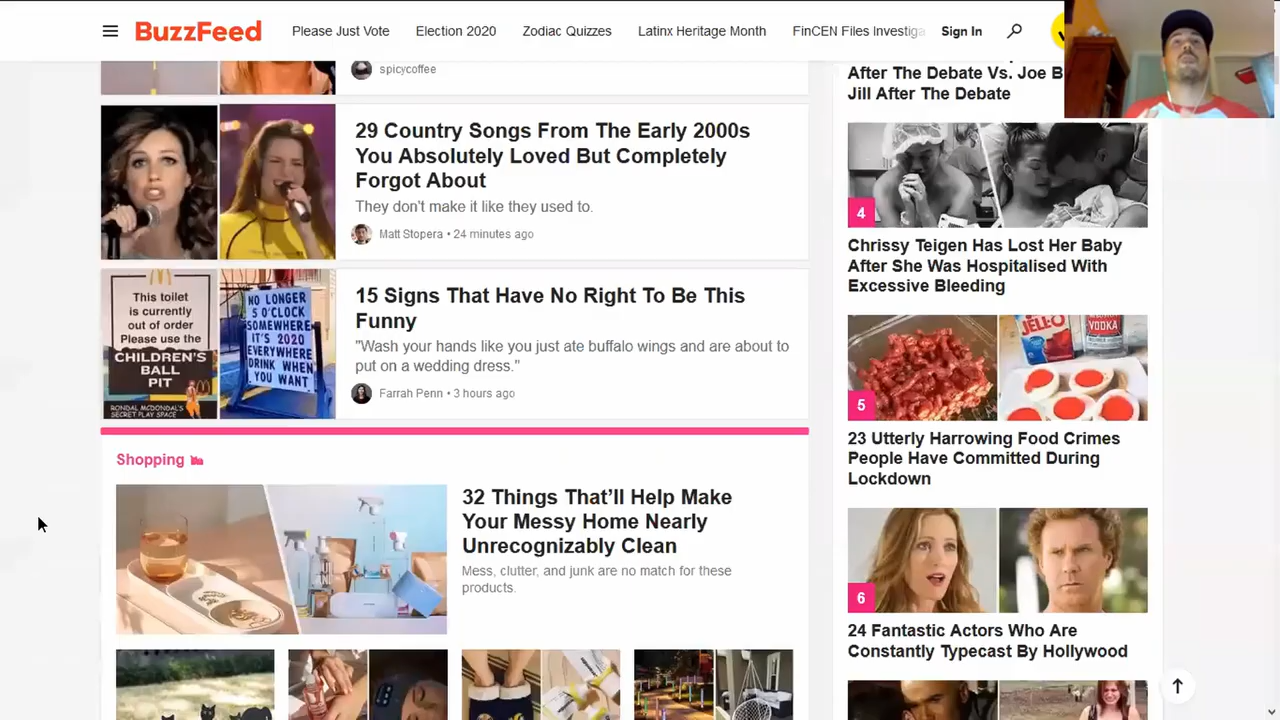 BuzzFeed
Please Just Vote
Election 2020
Zodiac Quizzes
Latinx Heritage Month
FinCEN Files Investiga
Sign In
spicycoffee
29 Country Songs From The Early 2000s
You Absolutely Loved But Completely
Forgot About
They don't make it like they used to.
Matt Stopera • 24 minutes ago
This toilet
is currently
out of order
Please use the
CHILDREN'S
BALL
PIT
RONDAL MCDONDAL'S
SECRET PLAY SPACE
NO LONGER
5 O'CLOCK
SOMEWHERE
IT'S 2020
EVERYWHERE
DRINK WHEN
YOU WANT
15 Signs That Have No Right To Be This
Funny
"Wash your hands like you just ate buffalo wings and are about to
put on a wedding dress."
Farrah Penn • 3 hours ago
Shopping
32 Things That'll Help Make
Your Messy Home Nearly
Unrecognizably Clean
Mess, clutter, and junk are no match for these
products.
After The Debate Vs. Joe B
Jill After The Debate
4
Chrissy Teigen Has Lost Her Baby
After She Was Hospitalised With
Excessive Bleeding
JELL-O
VODKA
5
23 Utterly Harrowing Food Crimes
People Have Committed During
Lockdown
6
24 Fantastic Actors Who Are
Constantly Typecast By Hollywood